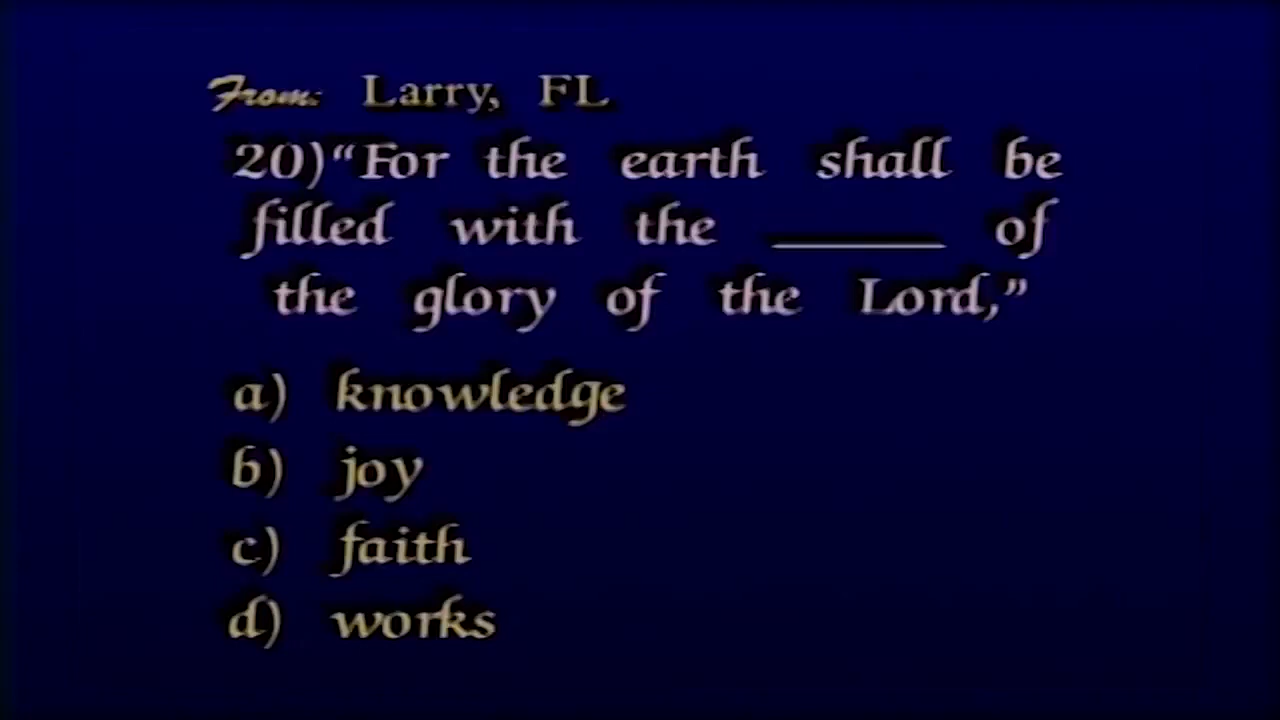 From: Larry, FL
20)“For the earth shall be
filled with the _____ of
the glory of the Lord,”
a) knowledge
b) joy
c) faith
d) works